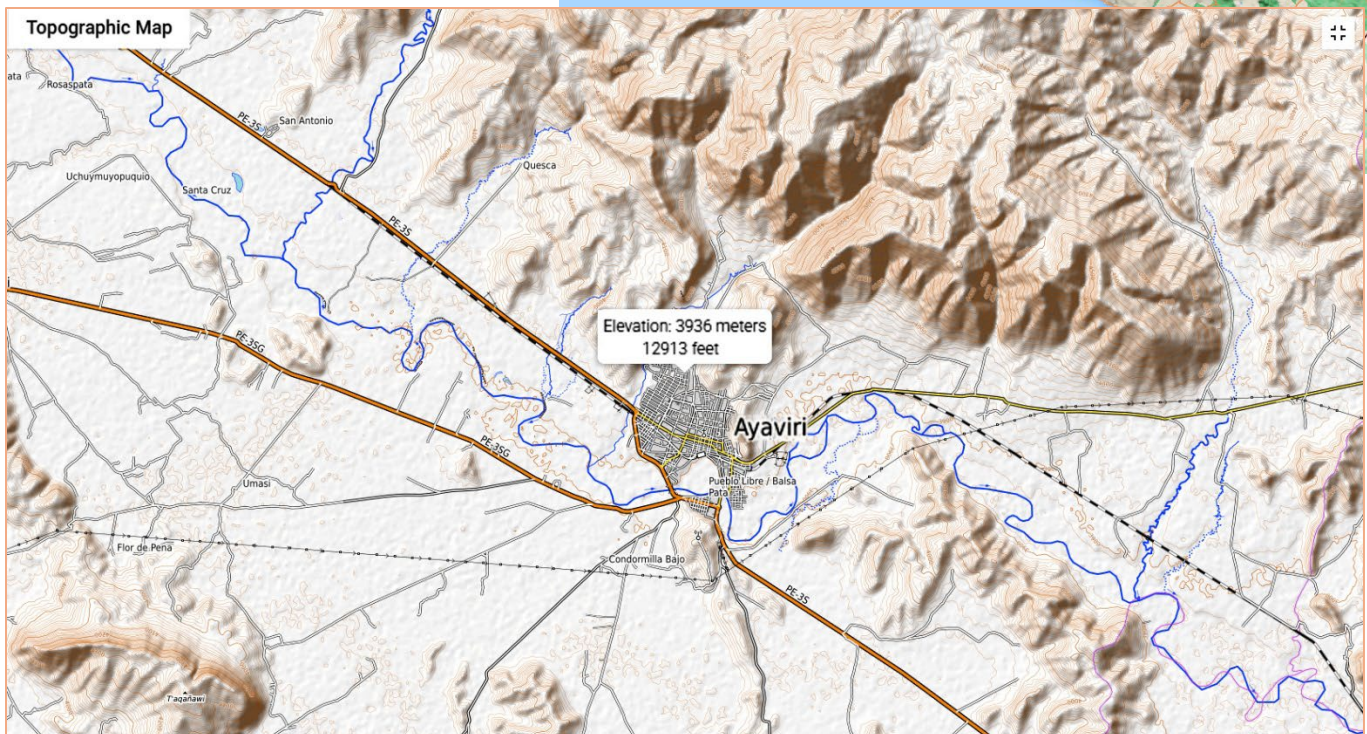 Topographic Map
ata
Rosaspata
PE-3S
San Antonio
Uchuymuyopuquio
Santa Cruz
Quesca
PE-3S
PE-3SG
Elevation: 3936 meters
12913 feet
Ayaviri
PE-3SG
Umasi
Pueblo Libre / Balsa
Pata
Flor de Pena
Condormilla Bajo
PE-3S
T'aqañawi